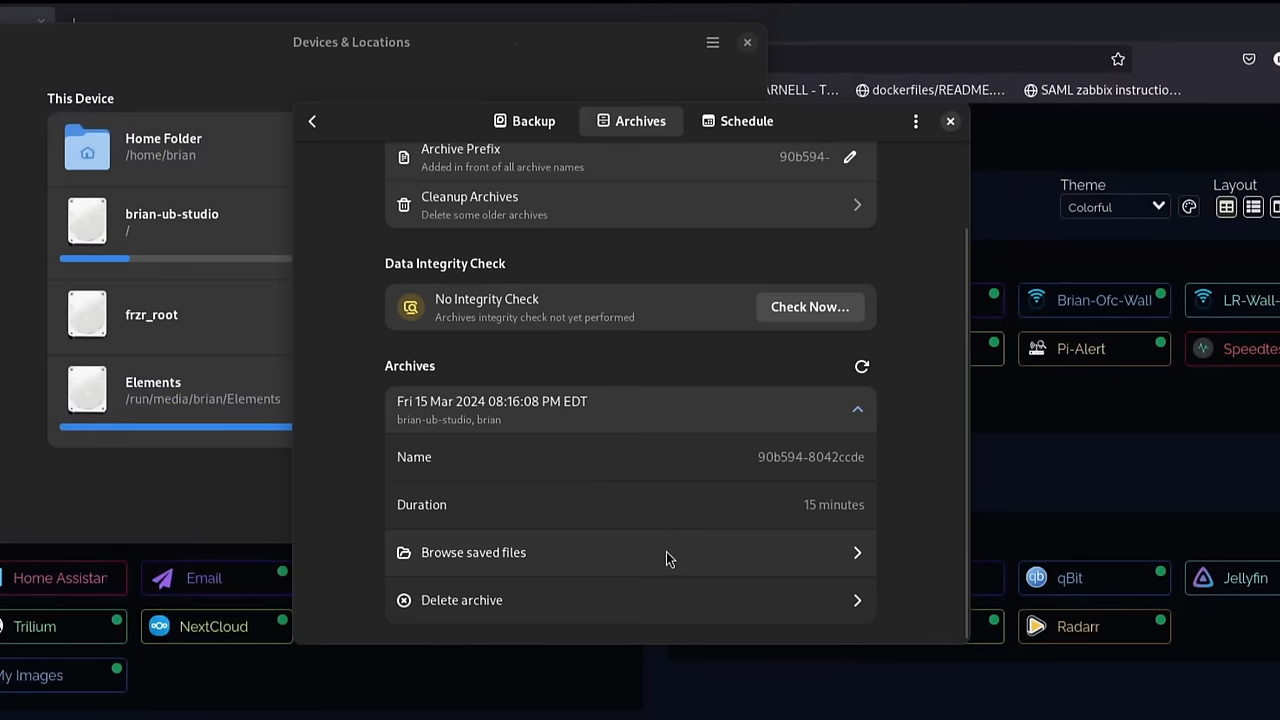 Devices & Locations
ARNELL - T...
dockerfiles/README....
SAML zabbix instructio...
This Device
Home Folder
/home/brian
brian-ub-studio
/
frzr_root
Elements
/run/media/brian/Elements
Backup
Archives
Schedule
Archive Prefix
Added in front of all archive names
90b594-
Cleanup Archives
Delete some older archives
Data Integrity Check
No Integrity Check
Archives integrity check not yet performed
Check Now...
Archives
Fri 15 Mar 2024 08:16:08 PM EDT
brian-ub-studio, brian
Name
90b594-8042ccde
Duration
15 minutes
Browse saved files
Delete archive
Theme
Layout
Colorful
Brian-Ofc-Wall
LR-Wall-
Pi-Alert
Speedte
Home Assistan
Email
qb
qBit
Jellyfin
Trilium
NextCloud
Radarr
My Images